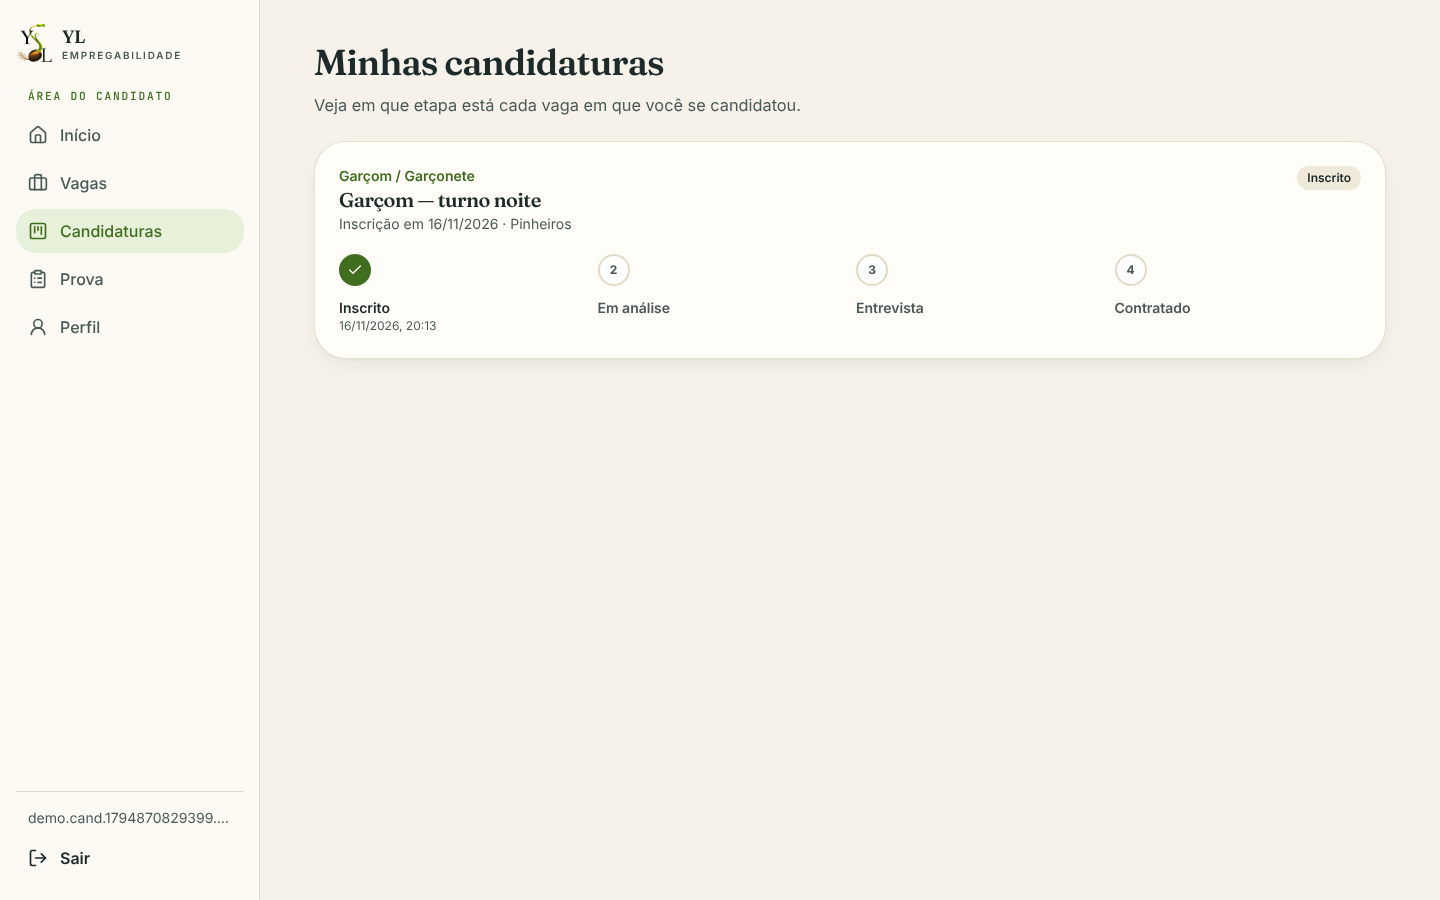 YL
YL
EMPREGABILIDADE
ÁREA DO CANDIDATO
Início
Vagas
Candidaturas
Prova
Perfil
demo.cand.1794870829399....
Sair
Minhas candidaturas
Veja em que etapa está cada vaga em que você se candidatou.
Garçom / Garçonete
Inscrito
Garçom — turno noite
Inscrição em 16/11/2026 · Pinheiros
2
3
4
Inscrito
Em análise
Entrevista
Contratado
16/11/2026, 20:13